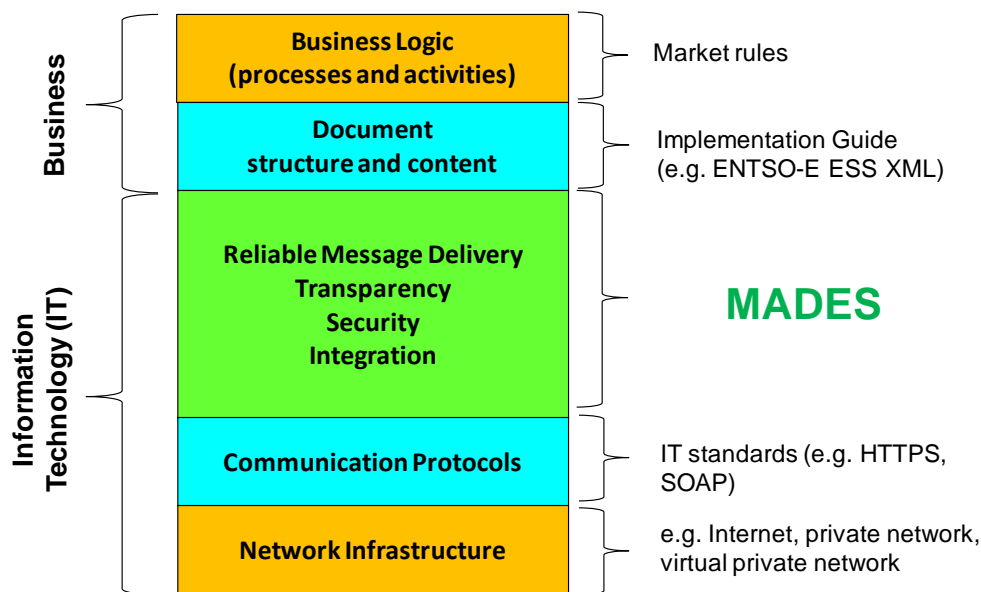 Business
Information
Technology (IT)
Business Logic
(processes and activities)
Document
structure and content
Reliable Message Delivery
Transparency
Security
Integration
Communication Protocols
Network Infrastructure
Market rules
Implementation Guide
(e.g. ENTSO-E ESS XML)
MADES
IT standards (e.g. HTTPS,
SOAP)
e.g. Internet, private network,
virtual private network